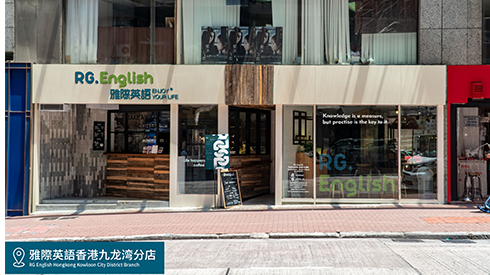 RG.English
雅際英語 ENJOY
YOUR LIFE
Knowledge is a measure,
but practise is the key to it.
RG.
English
雅際英語香港九龙湾分店
RG English Hongkong Kowloon City District Branch